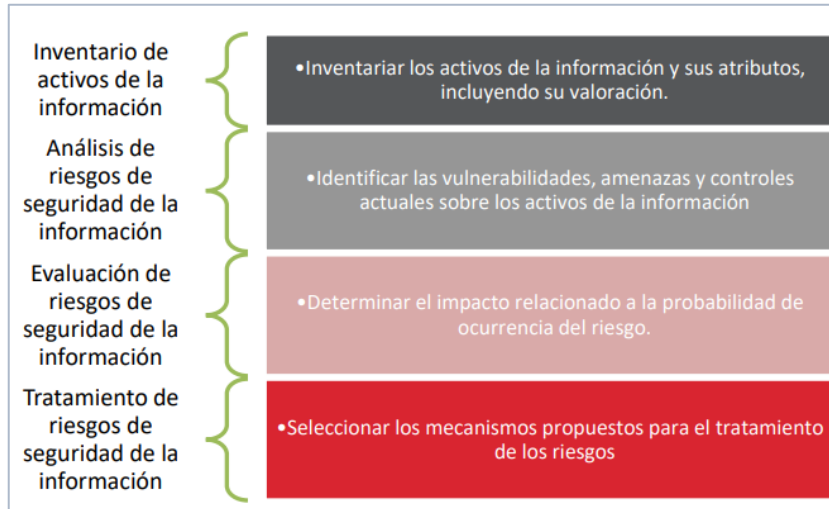 Inventario de
activos de la
información
•Inventariar los activos de la información y sus atributos,
incluyendo su valoración.
Análisis de
riesgos de
seguridad de la
información
•Identificar las vulnerabilidades, amenazas y controles
actuales sobre los activos de la información
Evaluación de
riesgos de
seguridad de la
información
•Determinar el impacto relacionado a la probabilidad de
ocurrencia del riesgo.
Tratamiento de
riesgos de
seguridad de la
información
•Seleccionar los mecanismos propuestos para el tratamiento
de los riesgos